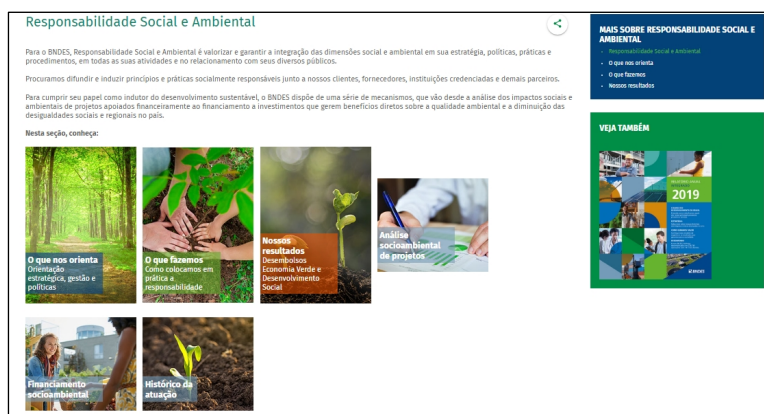 Responsabilidade Social e Ambiental
Para o BNDES, Responsabilidade Social e Ambiental é valorizar e garantir a integração das dimensões social e ambiental em sua estratégia, políticas, práticas e
procedimentos, em todas as suas atividades e no relacionamento com seus diversos públicos.
Procuramos difundir e induzir princípios e práticas socialmente responsáveis junto a nossos clientes, fornecedores, instituições credenciadas e demais parceiros.
Para cumprir seu papel como indutor do desenvolvimento sustentável, o BNDES dispõe de uma série de mecanismos, que vão desde a análise dos impactos sociais e
ambientais de projetos apoiados financeiramente ao financiamento a investimentos que gerem benefícios diretos sobre a qualidade ambiental e a diminuição das
desigualdades sociais e regionais no país.
Nesta seção, conheça:
O que nos orienta
Orientação
estratégica, gestão e
políticas
O que fazemos
Como colocamos em
prática a
responsabilidade
Nossos
resultados
Desembolsos
Economia Verde e
Desenvolvimento
Social
Análise
socioambiental
de projetos
Financiamento
socioambiental
Histórico da
atuação
MAIS SOBRE RESPONSABILIDADE SOCIAL E
AMBIENTAL
Responsabilidade Social e Ambiental
O que nos orienta
O que fazemos
Nossos resultados
VEJA TAMBÉM
2019
BNDES